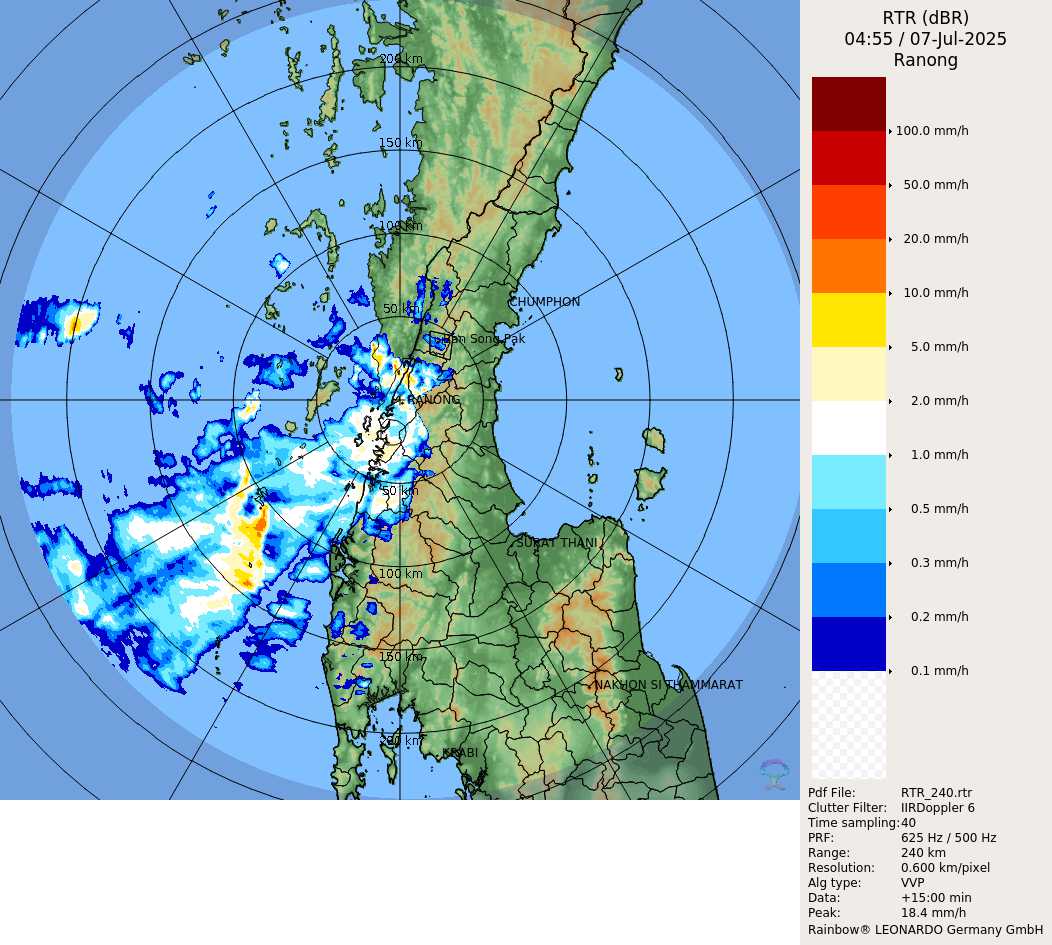 RTR (dBR)
04:55 / 07-Jul-2025
Ranong
200 km
150 km
100 km
50 km
CHUMPHON
Ban Song Pak
RANONG
50 km
SURAT THANI
100 km
150 km
NAKHON SI THAMMARAT
200 km
KRABI
100.0 mm/h
50.0 mm/h
20.0 mm/h
10.0 mm/h
5.0 mm/h
2.0 mm/h
1.0 mm/h
0.5 mm/h
0.3 mm/h
0.2 mm/h
0.1 mm/h
Pdf File: RTR_240.rtr
Clutter Filter: IIRDoppler 6
Time sampling: 40
PRF: 625 Hz / 500 Hz
Range: 240 km
Resolution: 0.600 km/pixel
Alg type: VVP
Data: +15:00 min
Peak: 18.4 mm/h
Rainbow® LEONARDO Germany GmbH